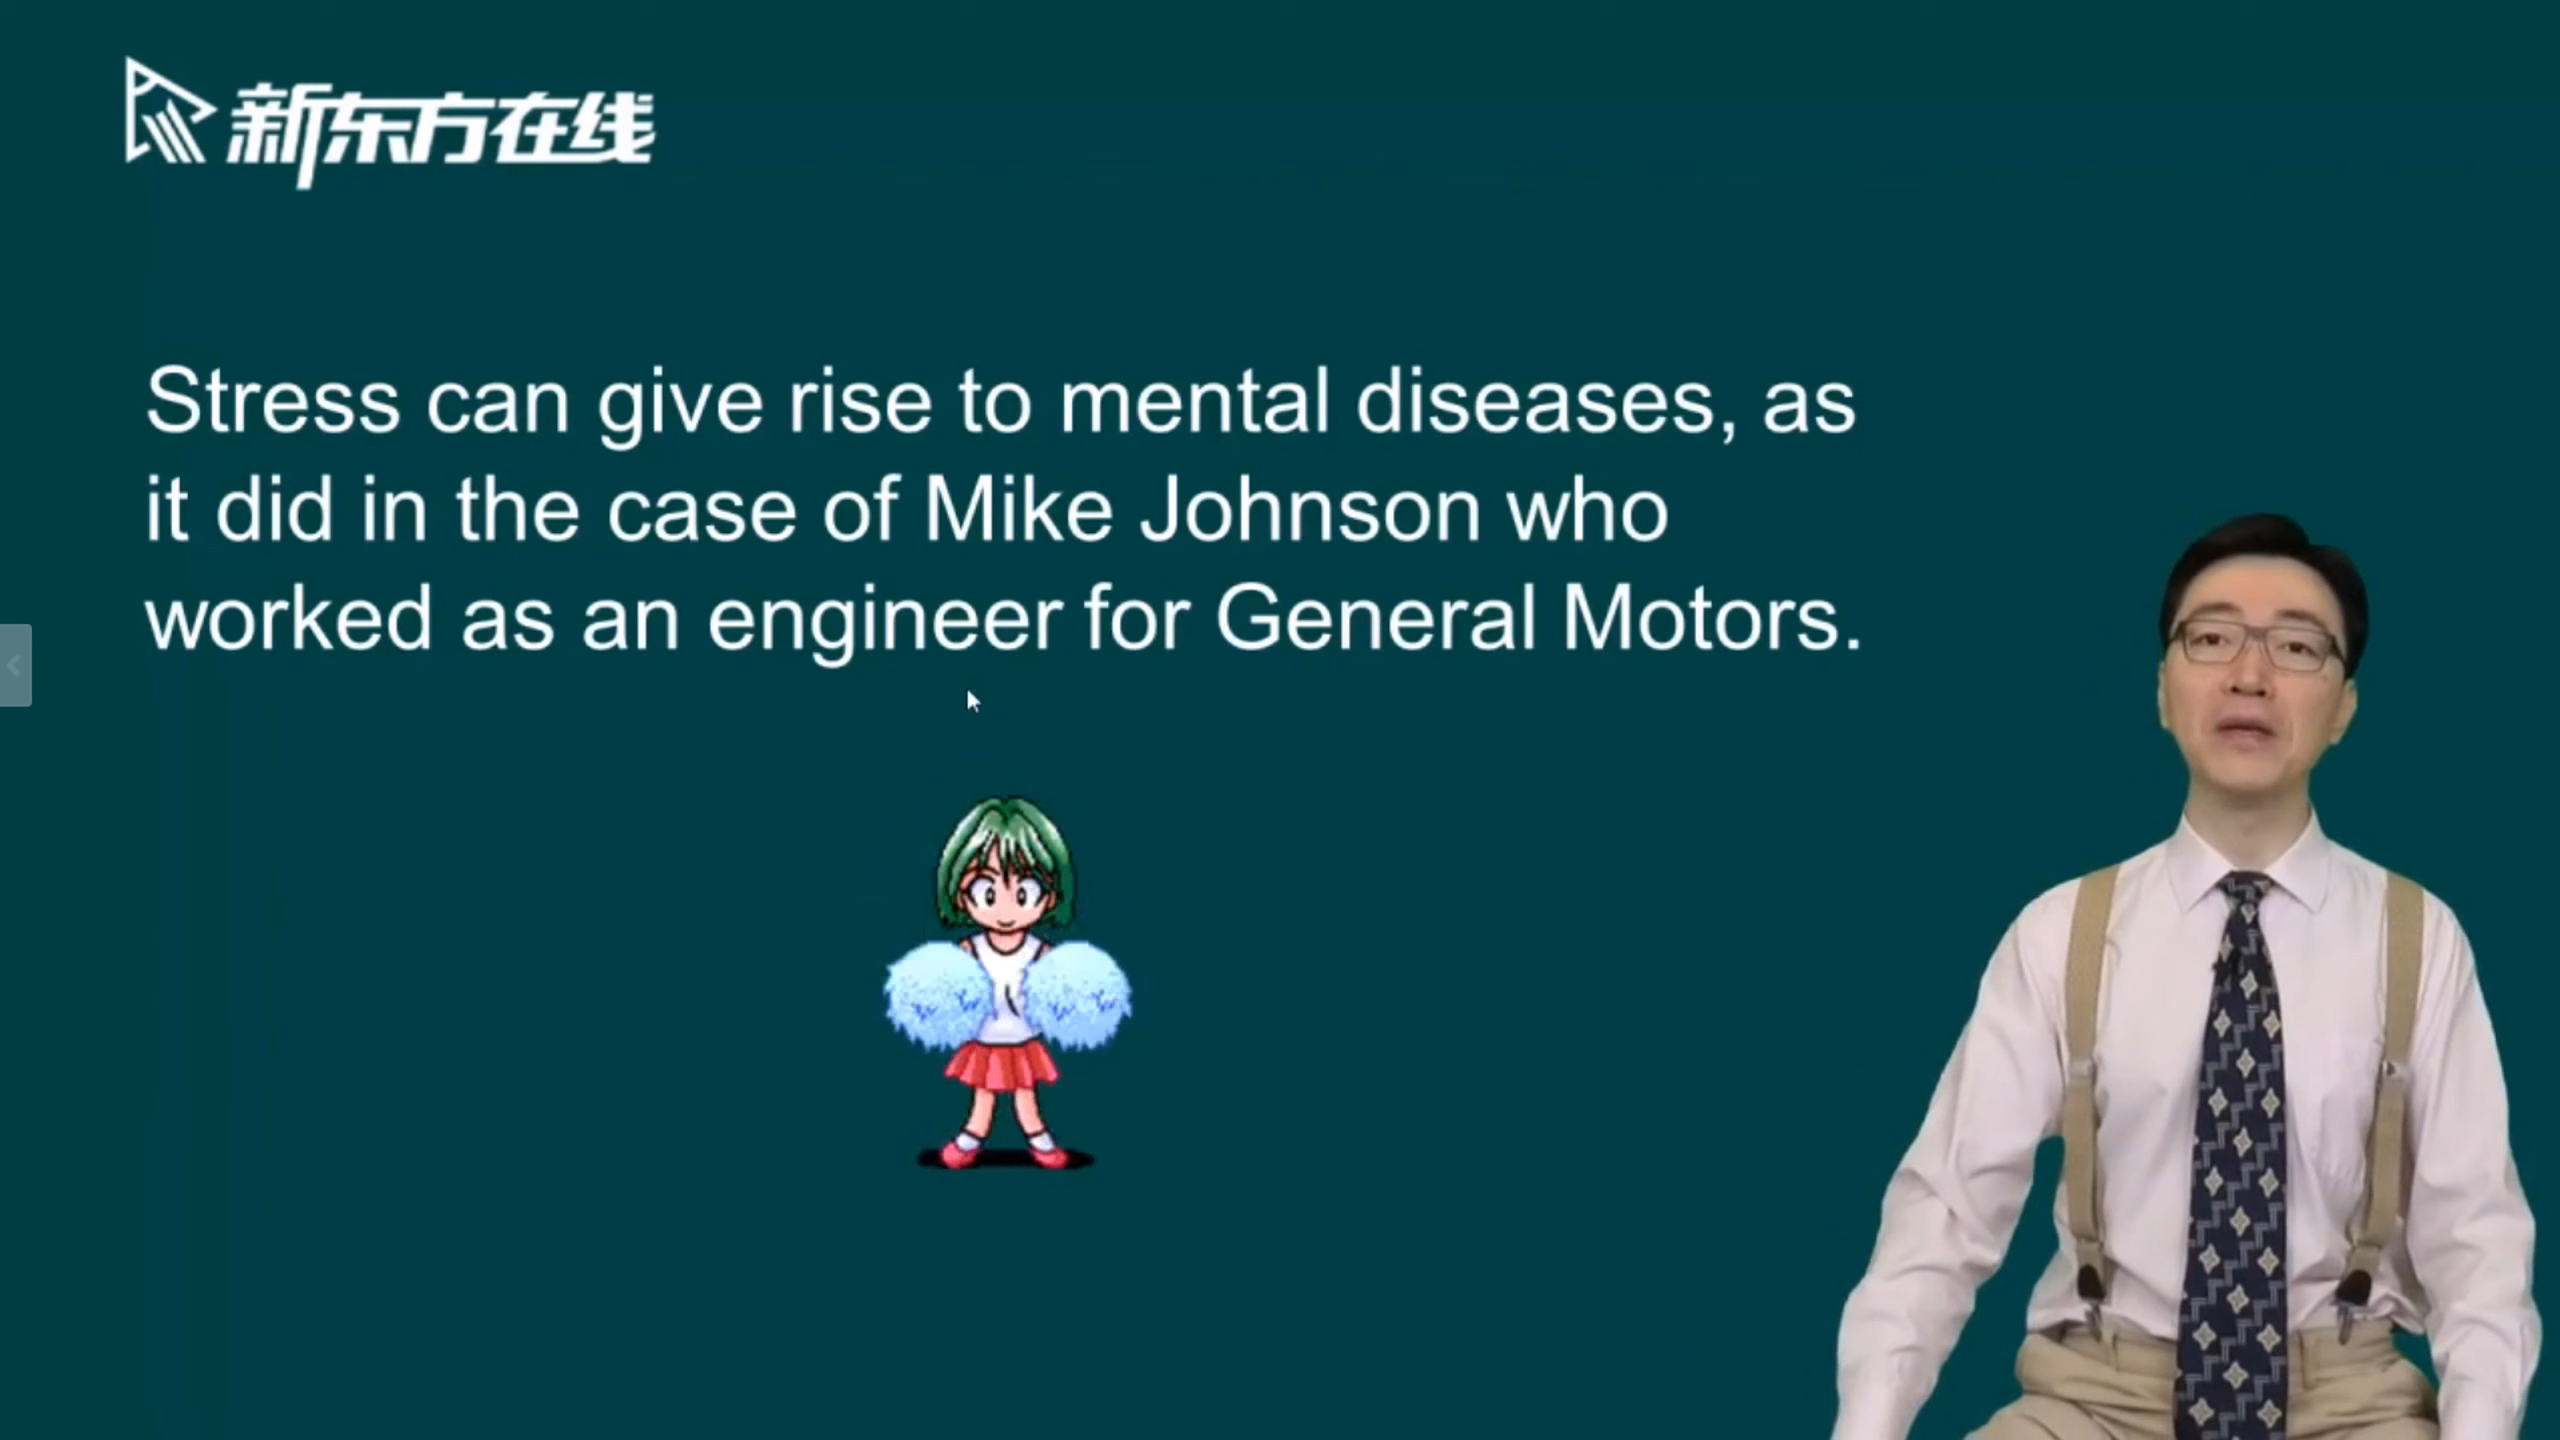 新东方在线
Stress can give rise to mental diseases, as
it did in the case of Mike Johnson who
worked as an engineer for General Motors.